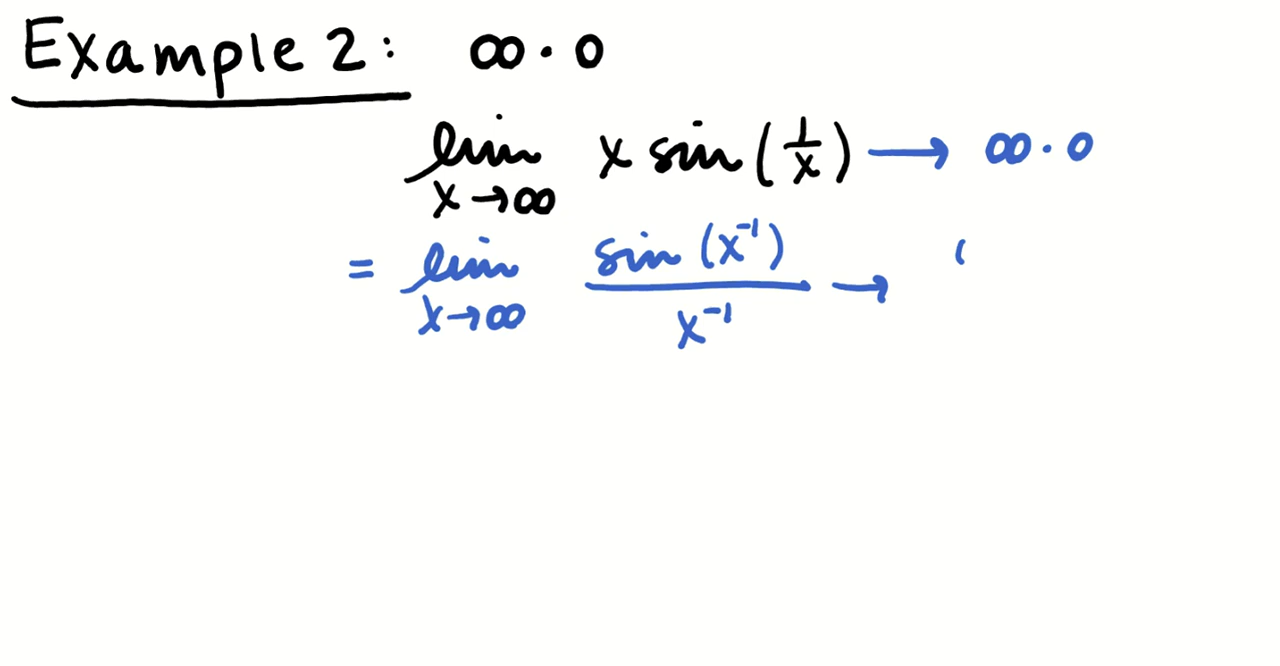 Example 2: ∞ · 0
lim x→∞ x sin(1/x) → ∞ · 0
= lim x→∞ sin(x⁻¹)/x⁻¹ → (